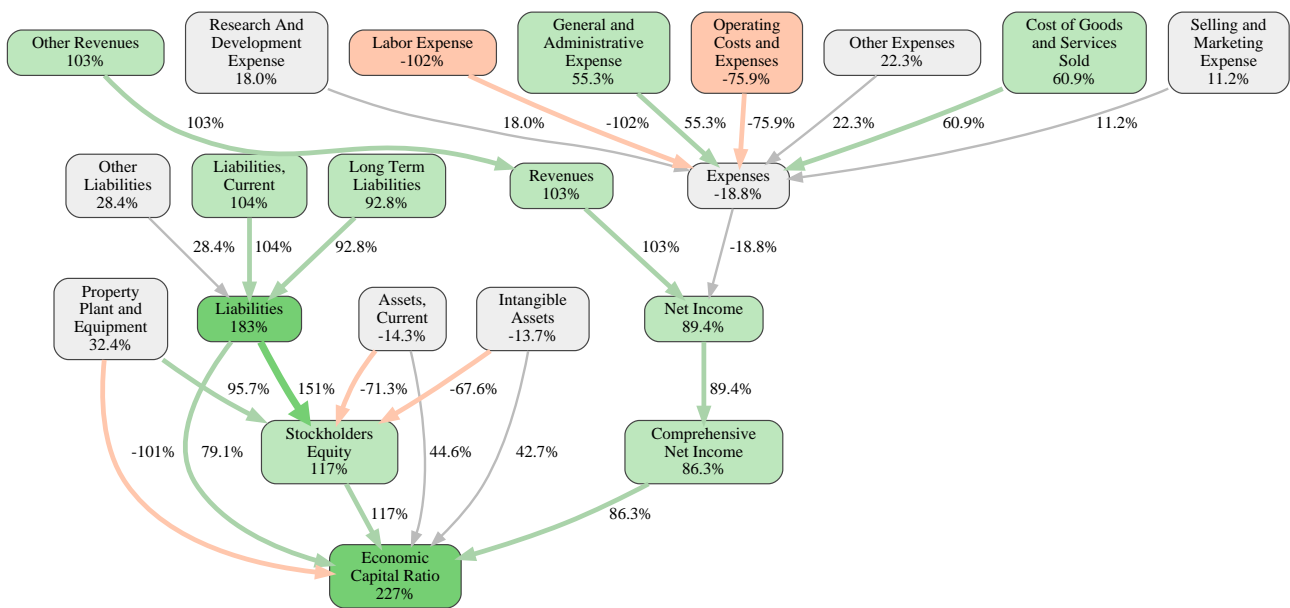 Other Revenues
103%
Research And
Development
Expense
18.0%
Labor Expense
-102%
General and
Administrative
Expense
55.3%
Operating
Costs and
Expenses
-75.9%
Other Expenses
22.3%
Cost of Goods
and Services
Sold
60.9%
Selling and
Marketing
Expense
11.2%
103%
18.0%
-102%
55.3%
-75.9%
22.3%
60.9%
11.2%
Other
Liabilities
28.4%
Liabilities,
Current
104%
Long Term
Liabilities
92.8%
Revenues
103%
Expenses
-18.8%
28.4%
104%
92.8%
103%
-18.8%
Property
Plant and
Equipment
32.4%
Liabilities
183%
Assets,
Current
-14.3%
Intangible
Assets
-13.7%
Net Income
89.4%
95.7%
151%
-71.3%
-67.6%
89.4%
Stockholders
Equity
117%
Comprehensive
Net Income
86.3%
-101%
79.1%
44.6%
42.7%
117%
86.3%
Economic
Capital Ratio
227%